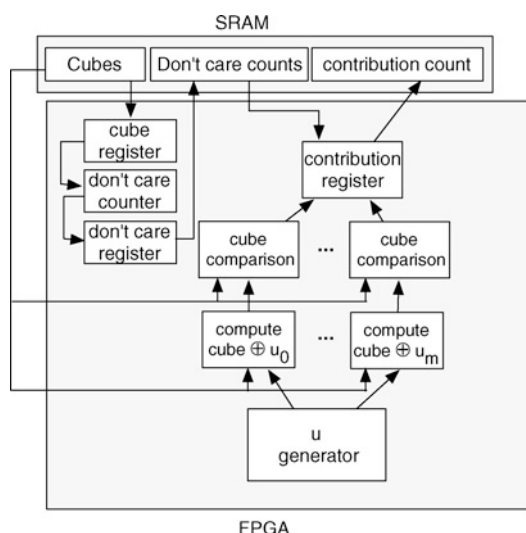 SRAM
Cubes
Don't care counts
contribution count
cube
register
don't care
counter
don't care
register
contribution
register
cube
comparison
...
cube
comparison
compute
cube ⊕ u0
...
compute
cube ⊕ um
u
generator
FPGA